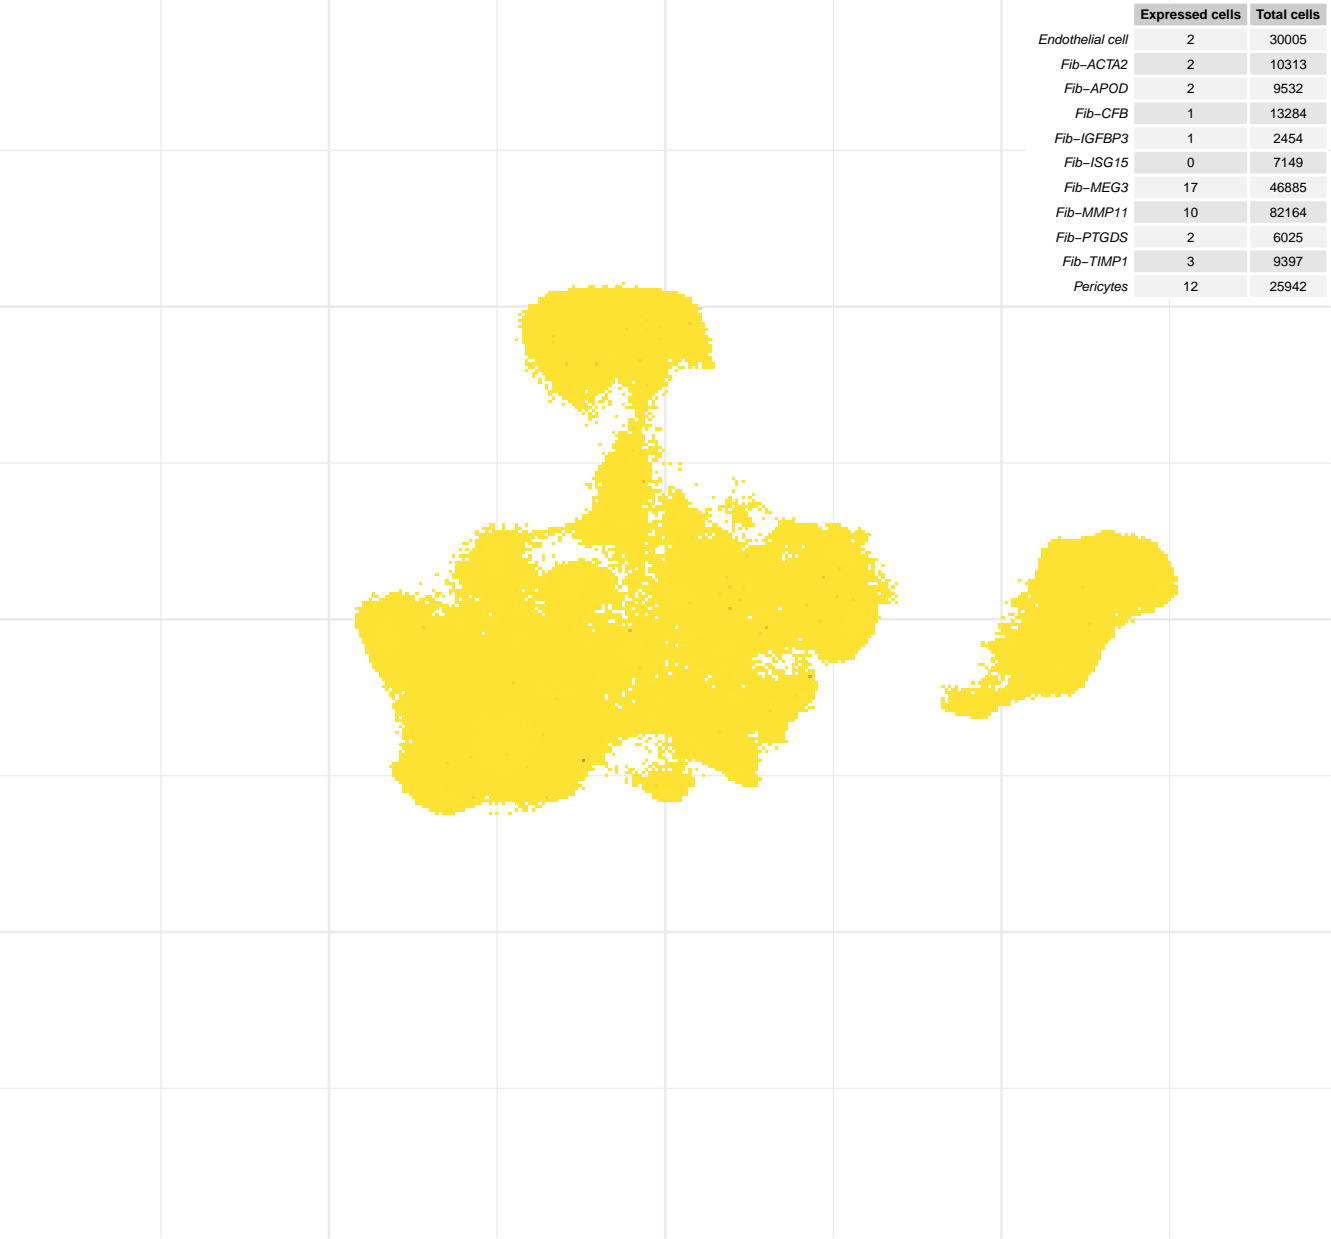 Expressed cells Total cells
Endothelial cell 2 30005
Fib−ACTA2 2 10313
Fib−APOD 2 9532
Fib−CFB 1 13284
Fib−IGFBP3 1 2454
Fib−ISG15 0 7149
Fib−MEG3 17 46885
Fib−MMP11 10 82164
Fib−PTGDS 2 6025
Fib−TIMP1 3 9397
Pericytes 12 25942